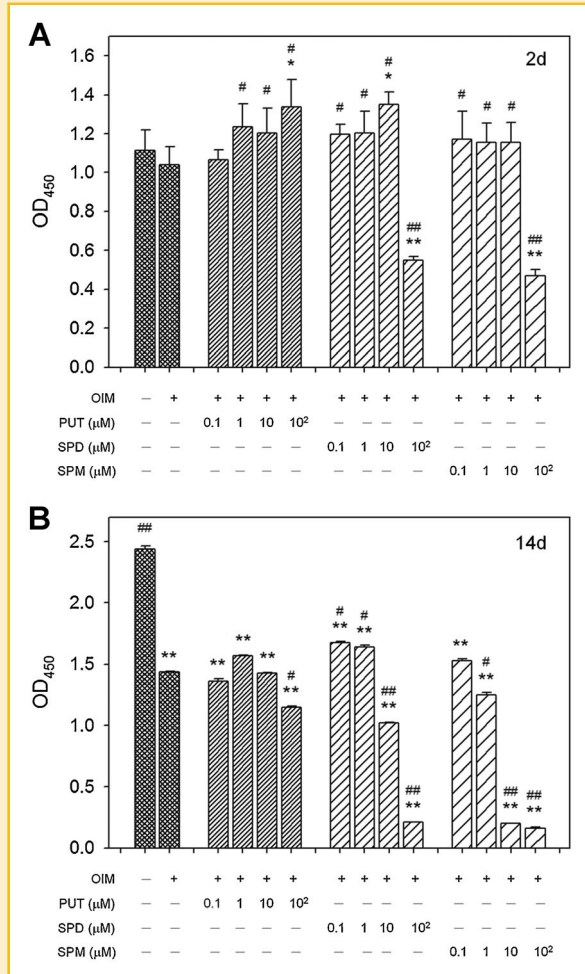 A
2d
1.6
1.4
1.2
1.0
0.8
0.6
0.4
0.2
0.0
OD450
# # # # *
# # # * ## **
# # # ## **
OIM — + + + + + + + + + + + + +
PUT (μM) — — 0.1 1 10 10² — — — — — — — —
SPD (μM) — — — — — — 0.1 1 10 10² — — — —
SPM (μM) — — — — — — — — — — 0.1 1 10 10²
B
14d
2.5
2.0
1.5
1.0
0.5
0.0
OD450
## **
** ** ** # **
# ** # ** ## ** ## **
** # ** ## ** ## **
OIM — + + + + + + + + + + + + +
PUT (μM) — — 0.1 1 10 10² — — — — — — — —
SPD (μM) — — — — — — 0.1 1 10 10² — — — —
SPM (μM) — — — — — — — — — — 0.1 1 10 10²